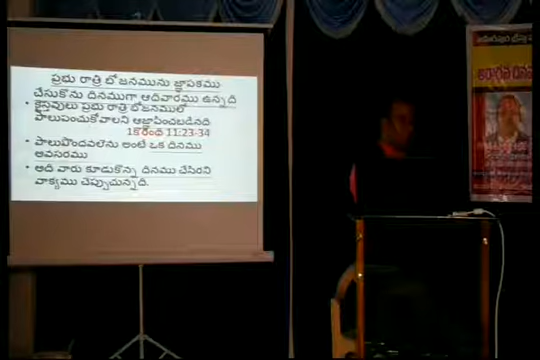 ప్రభు రాత్రి భోజనమును జ్ఞాపకము
చేసుకొను దినముగా ఆదివారము ఉన్నది
• క్రైస్తవులు ప్రభు రాత్రి భోజనములో
పాలుపంచుకోవాలని ఆజ్ఞాపించబడినది
1కొరింథి 11:23-34
• పాలుపొందవలెను అంటే ఒక దినము
అవసరము
• అది వారు కూడుకొన్న దినము చేసిరని
వాక్యము చెప్పుచున్నది.